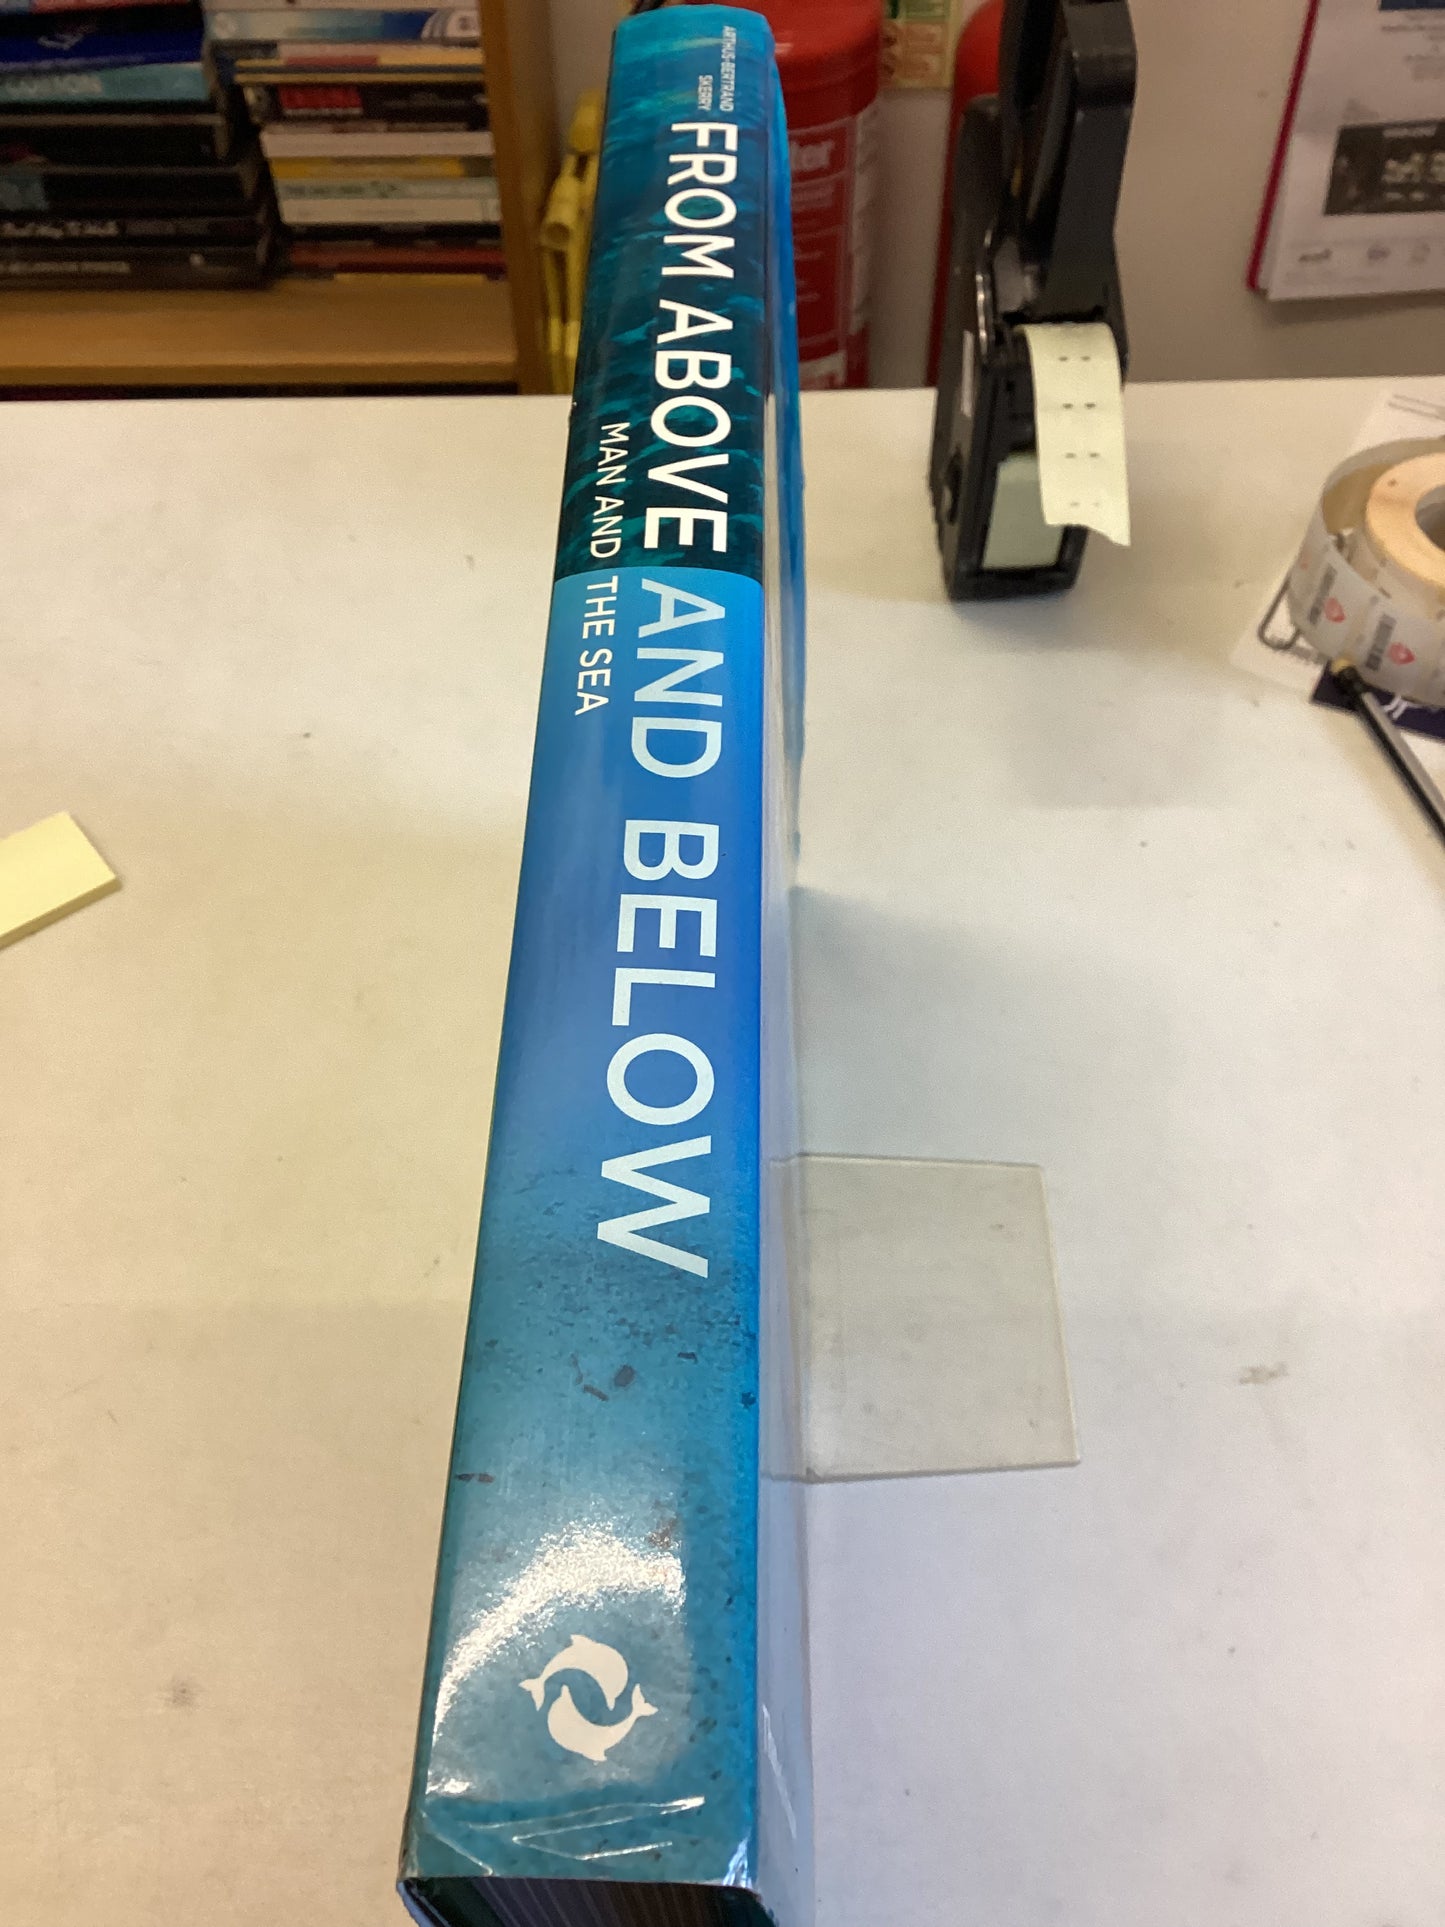 ARTHUS-BERTRAND
SKERRY
FROM ABOVE AND BELOW
MAN AND THE SEA